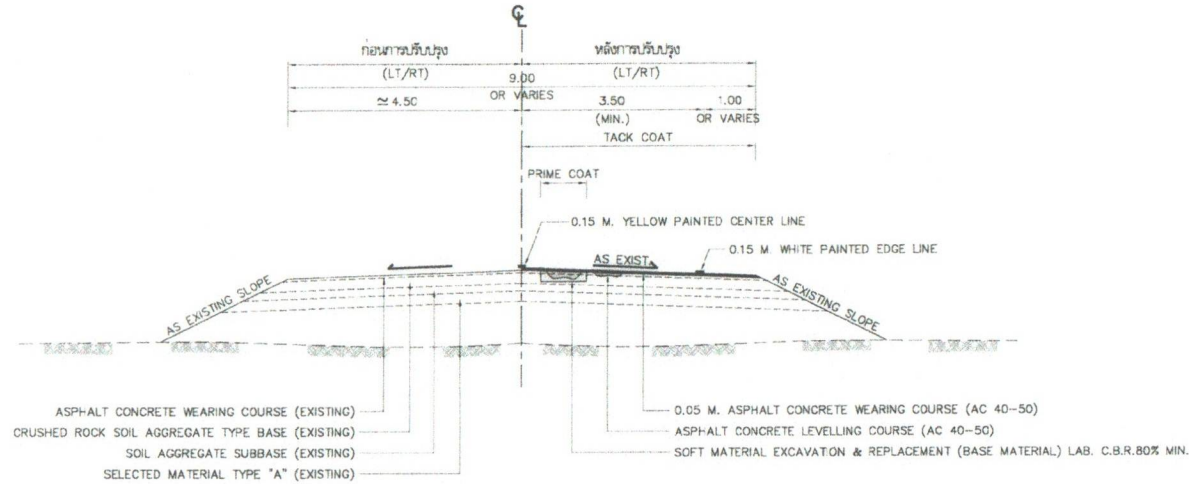 ℄
ก่อนการปรับปรุง
หลังการปรับปรุง
(LT/RT)
(LT/RT)
9.00
OR VARIES
≃ 4.50
3.50
(MIN.)
1.00
OR VARIES
TACK COAT
PRIME COAT
0.15 M. YELLOW PAINTED CENTER LINE
0.15 M. WHITE PAINTED EDGE LINE
AS EXIST
AS EXISTING SLOPE
AS EXISTING SLOPE
ASPHALT CONCRETE WEARING COURSE (EXISTING)
CRUSHED ROCK SOIL AGGREGATE TYPE BASE (EXISTING)
SOIL AGGREGATE SUBBASE (EXISTING)
SELECTED MATERIAL TYPE "A" (EXISTING)
0.05 M. ASPHALT CONCRETE WEARING COURSE (AC 40-50)
ASPHALT CONCRETE LEVELLING COURSE (AC 40-50)
SOFT MATERIAL EXCAVATION & REPLACEMENT (BASE MATERIAL) LAB. C.B.R.80% MIN.